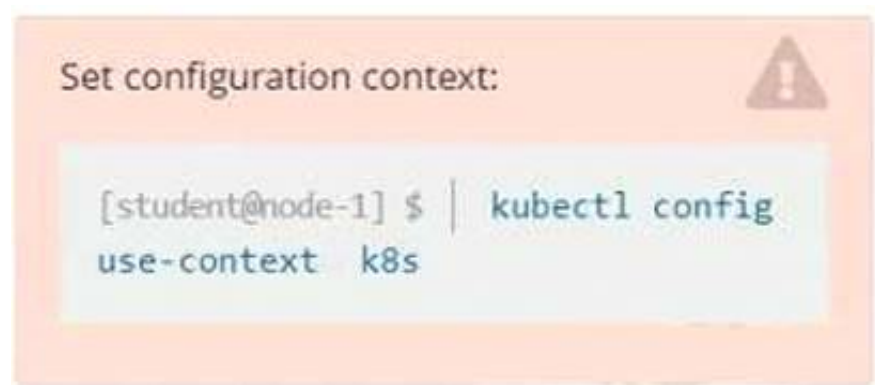 Set configuration context:
[student@node-1] $ | kubectl config
use-context k8s